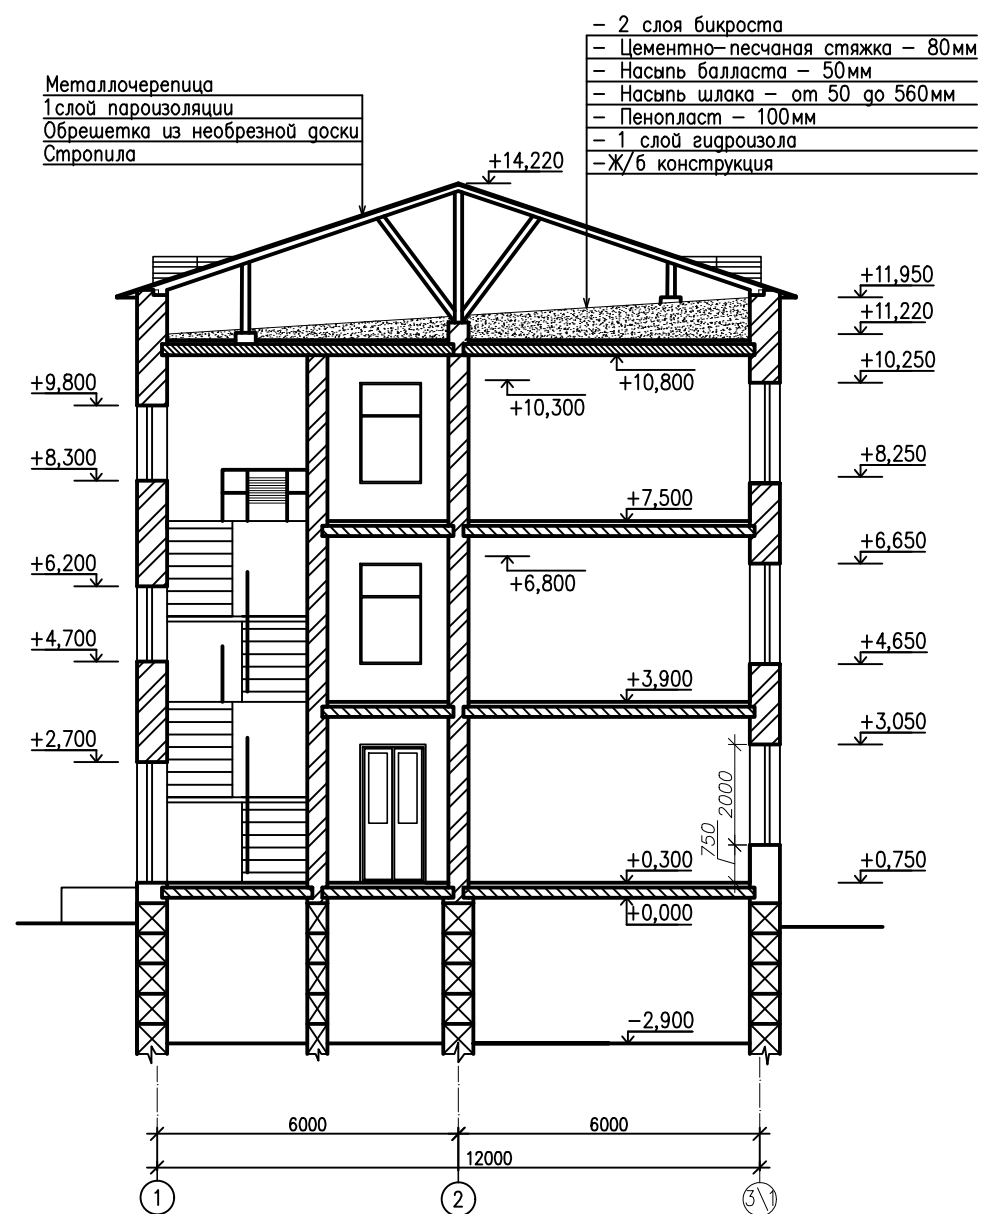 – 2 слоя бикроста
– Цементно–песчаная стяжка – 80мм
– Насыпь балласта – 50мм
– Насыпь шлака – от 50 до 560мм
– Пенопласт – 100мм
– 1 слой гидроизола
–Ж/б конструкция
Металлочерепица
1слой пароизоляции
Обрешетка из необрезной доски
Стропила
+14,220
+11,950
+11,220
+10,250
+10,800
+9,800
+10,300
+8,300
+8,250
+7,500
+6,650
+6,200
+6,800
+4,700
+4,650
+3,900
+3,050
+2,700
2000
750
+0,300
+0,750
+0,000
–2,900
6000
6000
12000
1
2
3\1